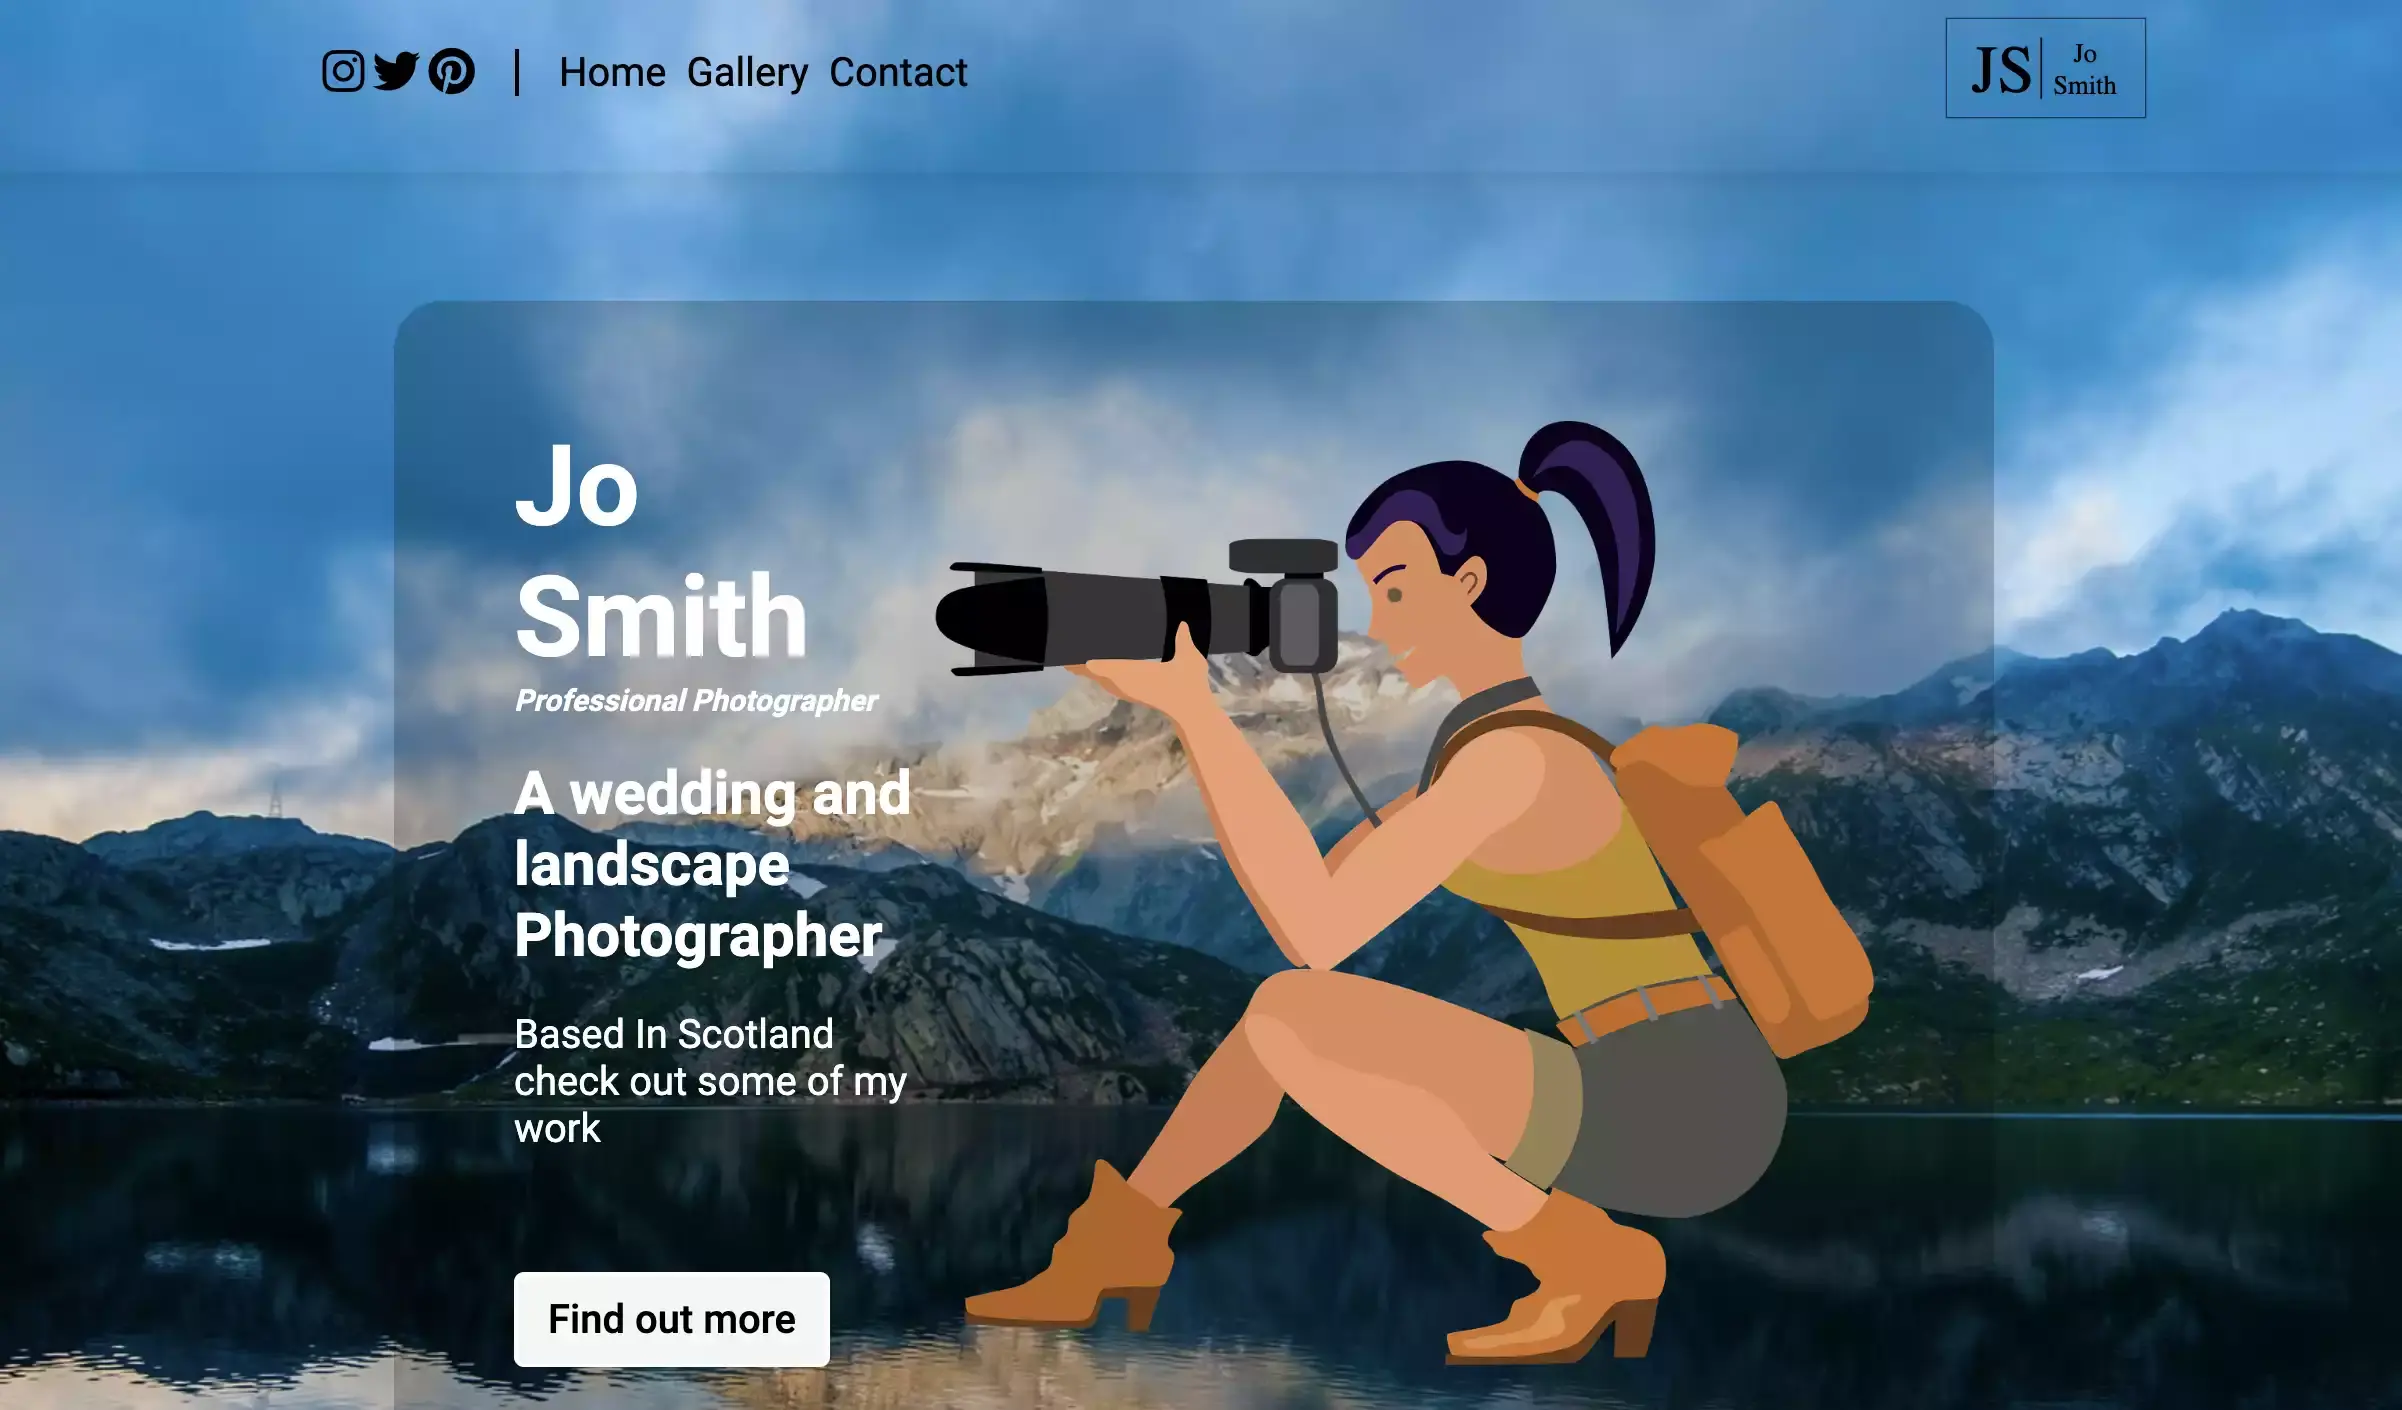 Home Gallery Contact
JS
Jo
Smith
Jo
Smith
Professional Photographer
A wedding and
landscape
Photographer
Based In Scotland
check out some of my
work
Find out more